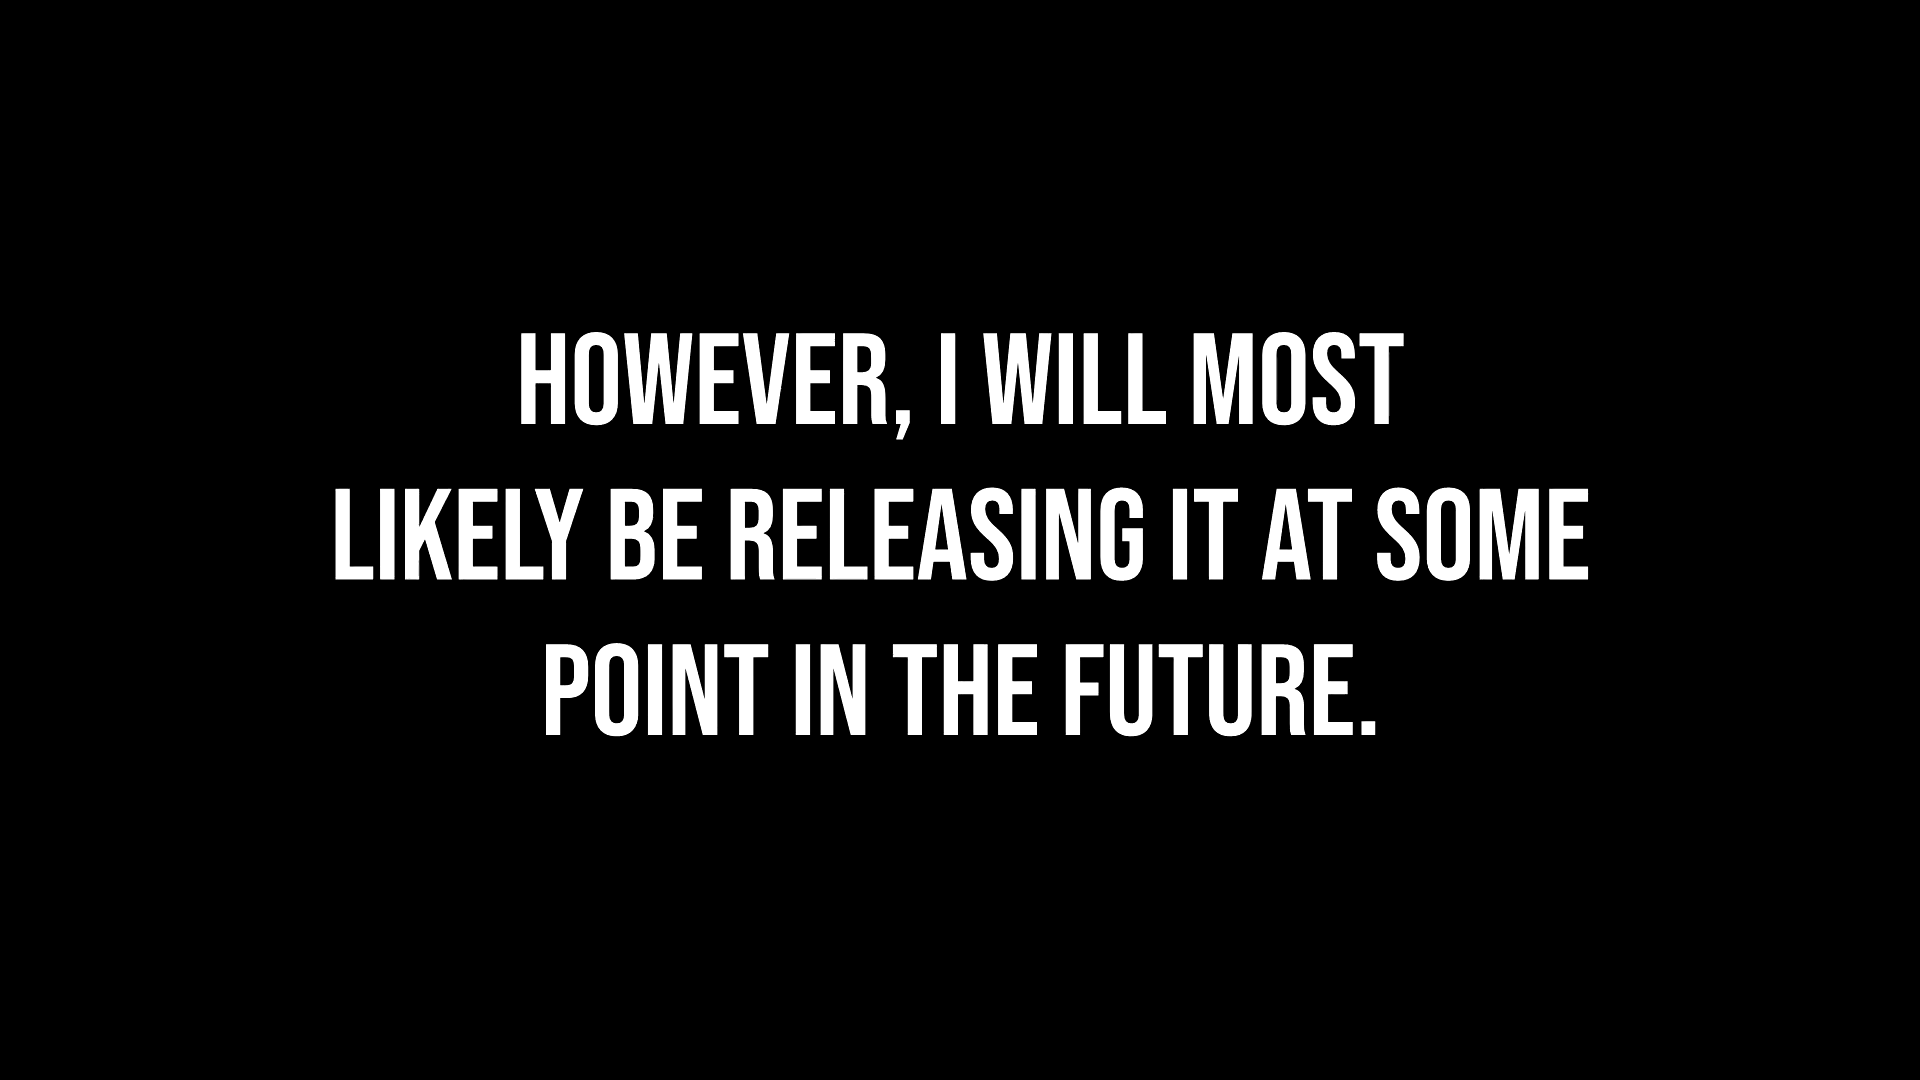 HOWEVER, I WILL MOST
LIKELY BE RELEASING IT AT SOME
POINT IN THE FUTURE.